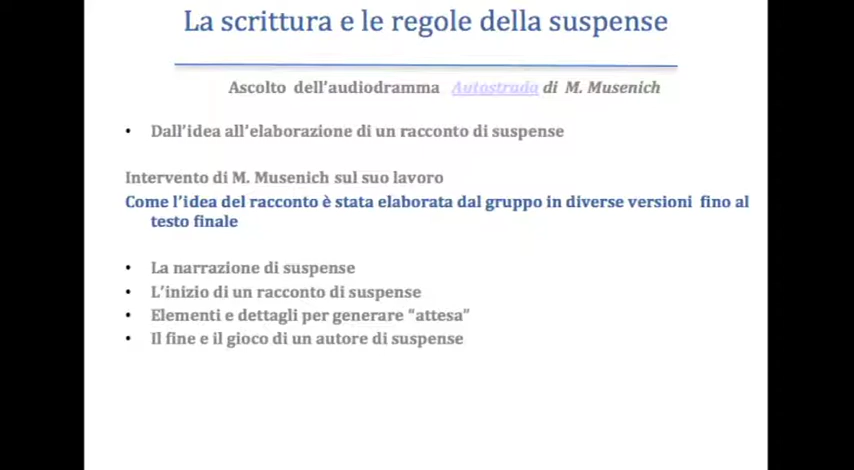 La scrittura e le regole della suspense
Ascolto dell'audiodramma Autostrada di M. Musenich
• Dall'idea all'elaborazione di un racconto di suspense
Intervento di M. Musenich sul suo lavoro
Come l'idea del racconto è stata elaborata dal gruppo in diverse versioni fino al
testo finale
• La narrazione di suspense
• L'inizio di un racconto di suspense
• Elementi e dettagli per generare "attesa"
• Il fine e il gioco di un autore di suspense